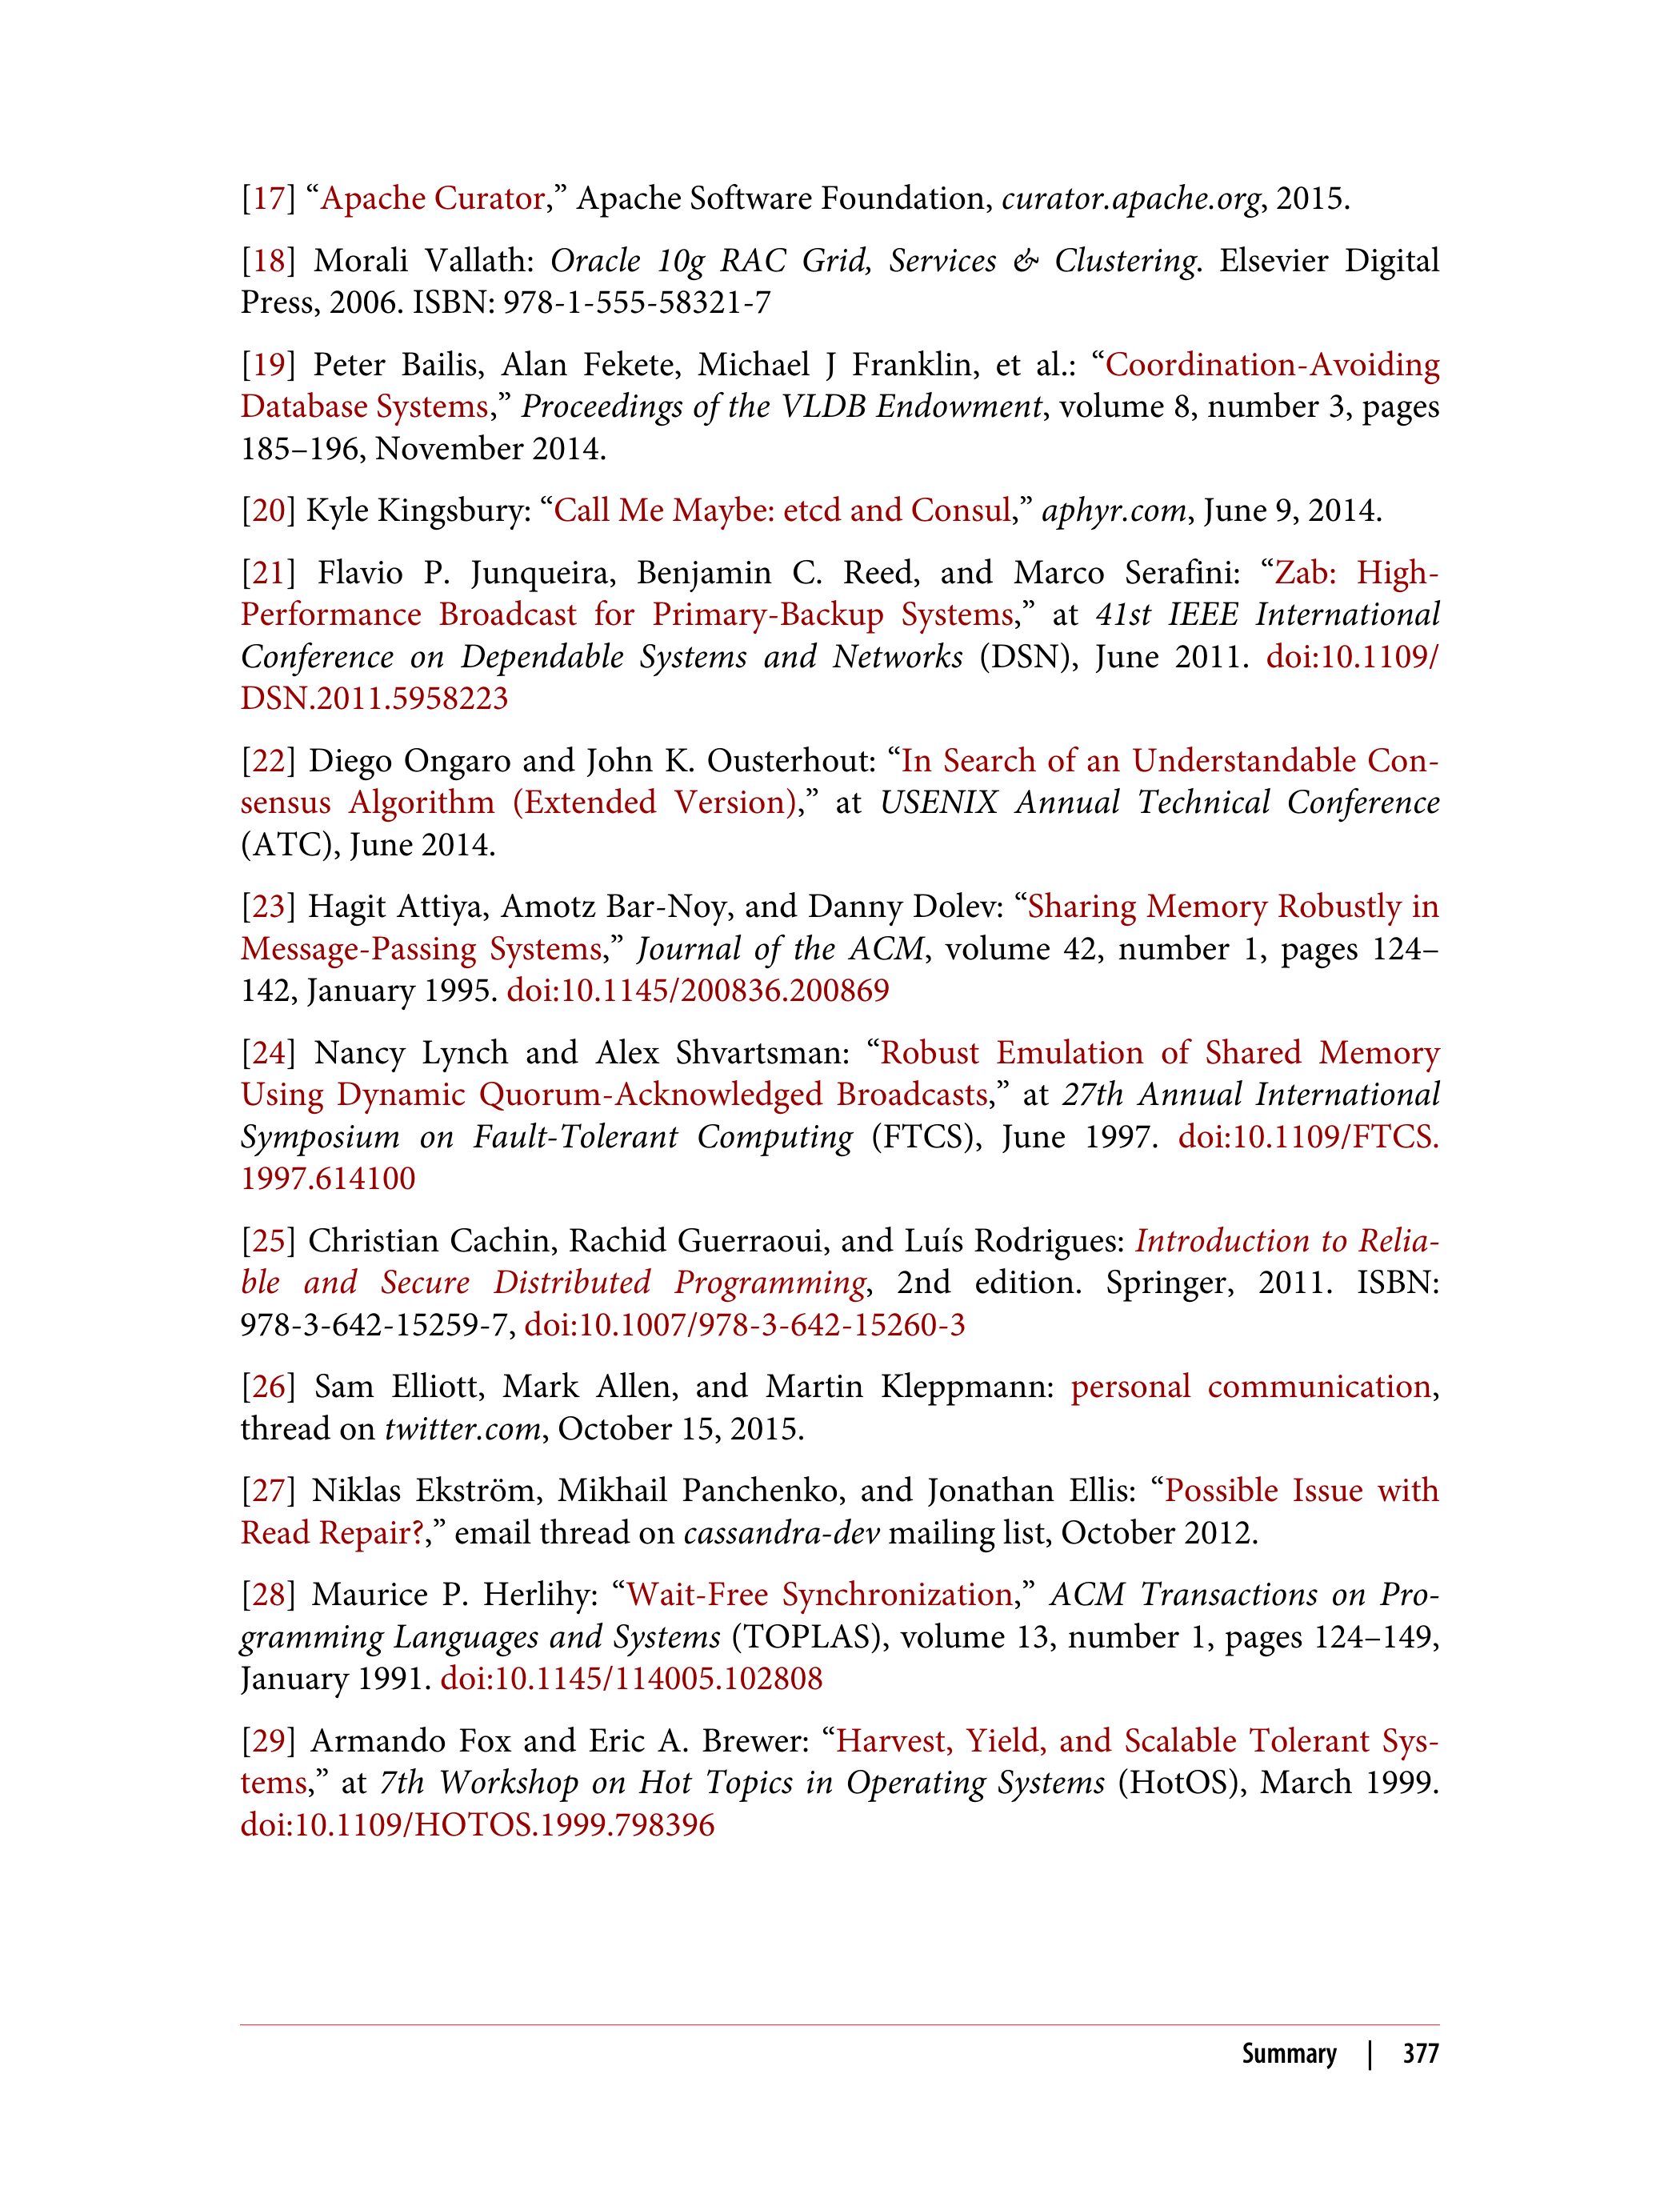 [17] “Apache Curator,” Apache Software Foundation, curator.apache.org, 2015.
[18] Morali Vallath: Oracle 10g RAC Grid, Services & Clustering. Elsevier Digital
Press, 2006. ISBN: 978-1-555-58321-7
[19] Peter Bailis, Alan Fekete, Michael J Franklin, et al.: “Coordination-Avoiding
Database Systems,” Proceedings of the VLDB Endowment, volume 8, number 3, pages
185–196, November 2014.
[20] Kyle Kingsbury: “Call Me Maybe: etcd and Consul,” aphyr.com, June 9, 2014.
[21] Flavio P. Junqueira, Benjamin C. Reed, and Marco Serafini: “Zab: High-
Performance Broadcast for Primary-Backup Systems,” at 41st IEEE International
Conference on Dependable Systems and Networks (DSN), June 2011. doi:10.1109/
DSN.2011.5958223
[22] Diego Ongaro and John K. Ousterhout: “In Search of an Understandable Con-
sensus Algorithm (Extended Version),” at USENIX Annual Technical Conference
(ATC), June 2014.
[23] Hagit Attiya, Amotz Bar-Noy, and Danny Dolev: “Sharing Memory Robustly in
Message-Passing Systems,” Journal of the ACM, volume 42, number 1, pages 124–
142, January 1995. doi:10.1145/200836.200869
[24] Nancy Lynch and Alex Shvartsman: “Robust Emulation of Shared Memory
Using Dynamic Quorum-Acknowledged Broadcasts,” at 27th Annual International
Symposium on Fault-Tolerant Computing (FTCS), June 1997. doi:10.1109/FTCS.
1997.614100
[25] Christian Cachin, Rachid Guerraoui, and Luís Rodrigues: Introduction to Relia-
ble and Secure Distributed Programming, 2nd edition. Springer, 2011. ISBN:
978-3-642-15259-7, doi:10.1007/978-3-642-15260-3
[26] Sam Elliott, Mark Allen, and Martin Kleppmann: personal communication,
thread on twitter.com, October 15, 2015.
[27] Niklas Ekström, Mikhail Panchenko, and Jonathan Ellis: “Possible Issue with
Read Repair?,” email thread on cassandra-dev mailing list, October 2012.
[28] Maurice P. Herlihy: “Wait-Free Synchronization,” ACM Transactions on Pro-
gramming Languages and Systems (TOPLAS), volume 13, number 1, pages 124–149,
January 1991. doi:10.1145/114005.102808
[29] Armando Fox and Eric A. Brewer: “Harvest, Yield, and Scalable Tolerant Sys-
tems,” at 7th Workshop on Hot Topics in Operating Systems (HotOS), March 1999.
doi:10.1109/HOTOS.1999.798396
Summary | 377